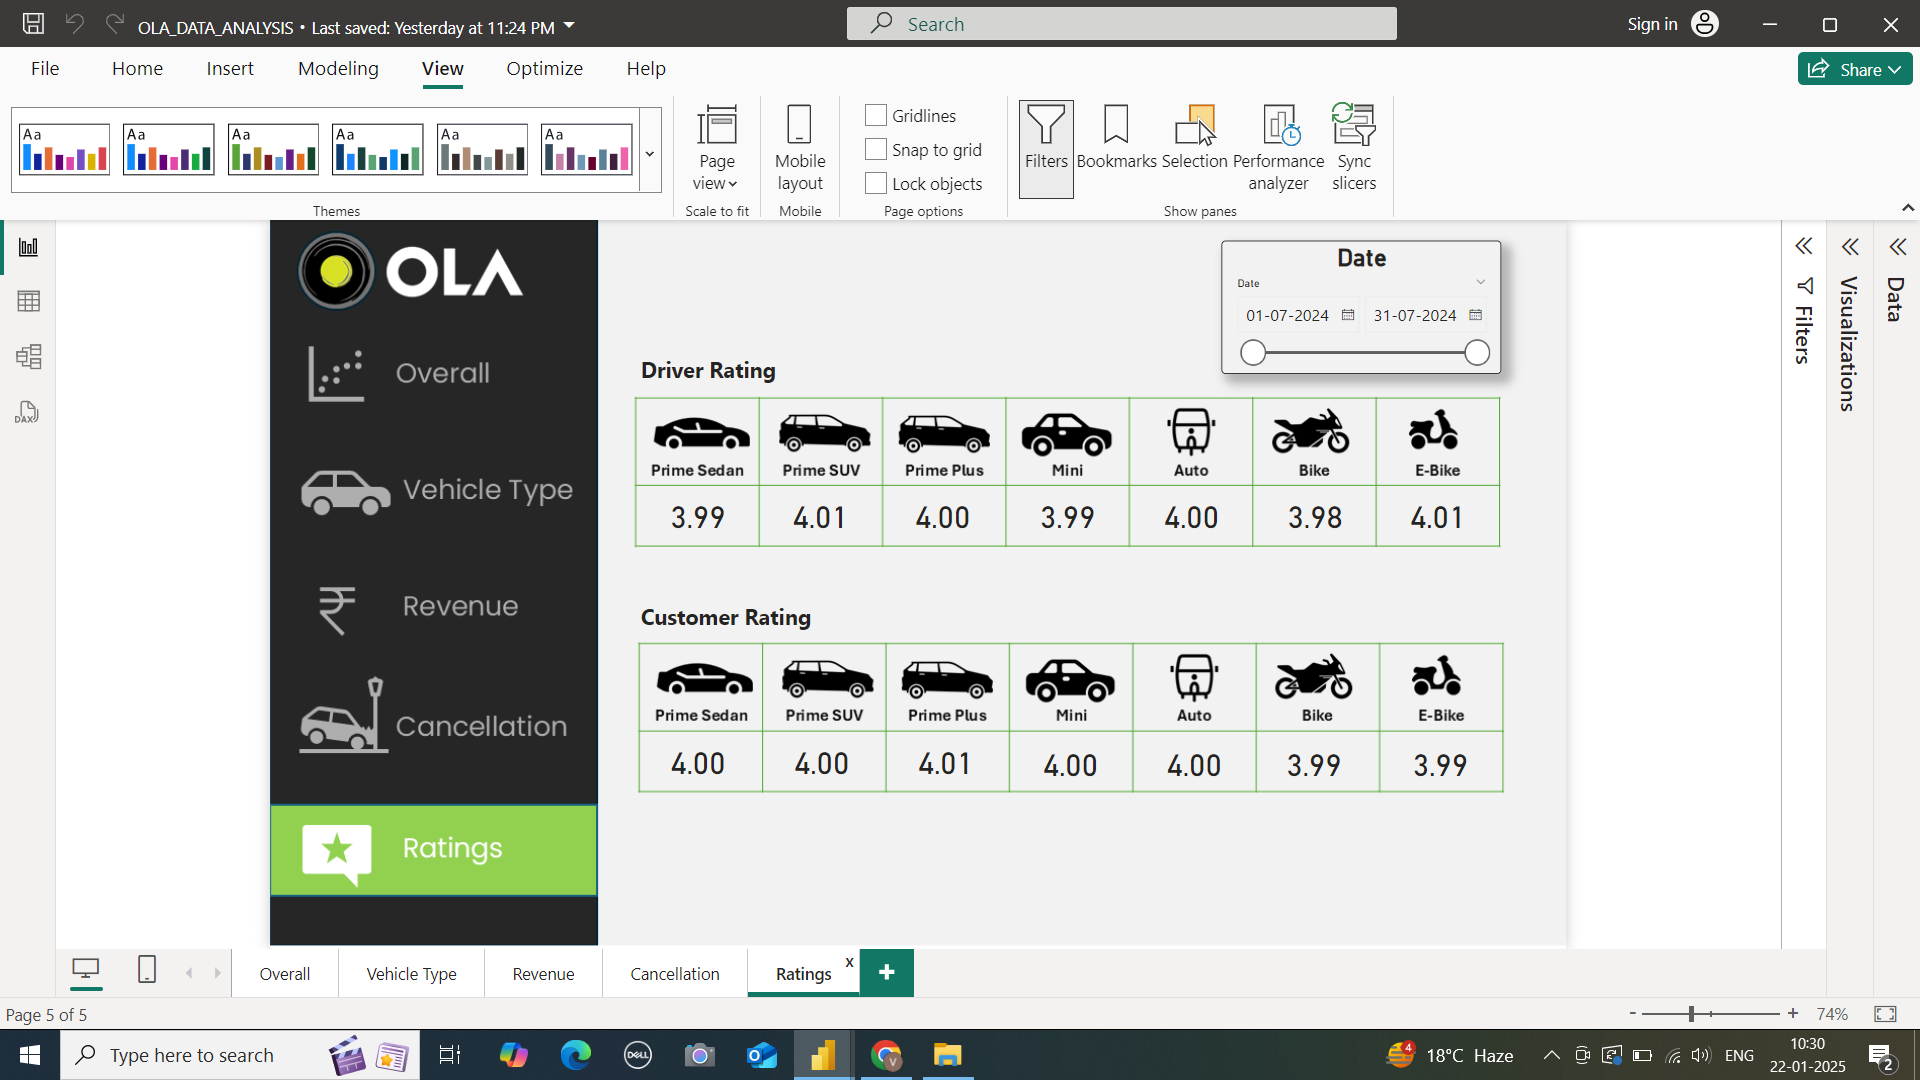 OLA_DATA_ANALYSIS • Last saved: Yesterday at 11:24 PM
Search
Sign in
File Home Insert Modeling View Optimize Help
Share
Aa Aa Aa Aa Aa Aa
Themes
Page view
Scale to fit
Mobile layout
Mobile
Gridlines
Snap to grid
Lock objects
Page options
Filters
Bookmarks
Selection
Performance analyzer
Sync slicers
Show panes
DAX
OLA
Overall
Vehicle Type
Revenue
Cancellation
Ratings
Date
Date
01-07-2024 31-07-2024
Driver Rating
Prime Sedan Prime SUV Prime Plus Mini Auto Bike E-Bike
3.99 4.01 4.00 3.99 4.00 3.98 4.01
Customer Rating
Prime Sedan Prime SUV Prime Plus Mini Auto Bike E-Bike
4.00 4.00 4.01 4.00 4.00 3.99 3.99
Filters
Visualizations
Data
Overall Vehicle Type Revenue Cancellation Ratings x +
Page 5 of 5
- + 74%
Type here to search
DELL
V
4
18°C Haze
ENG
10:30
22-01-2025
2